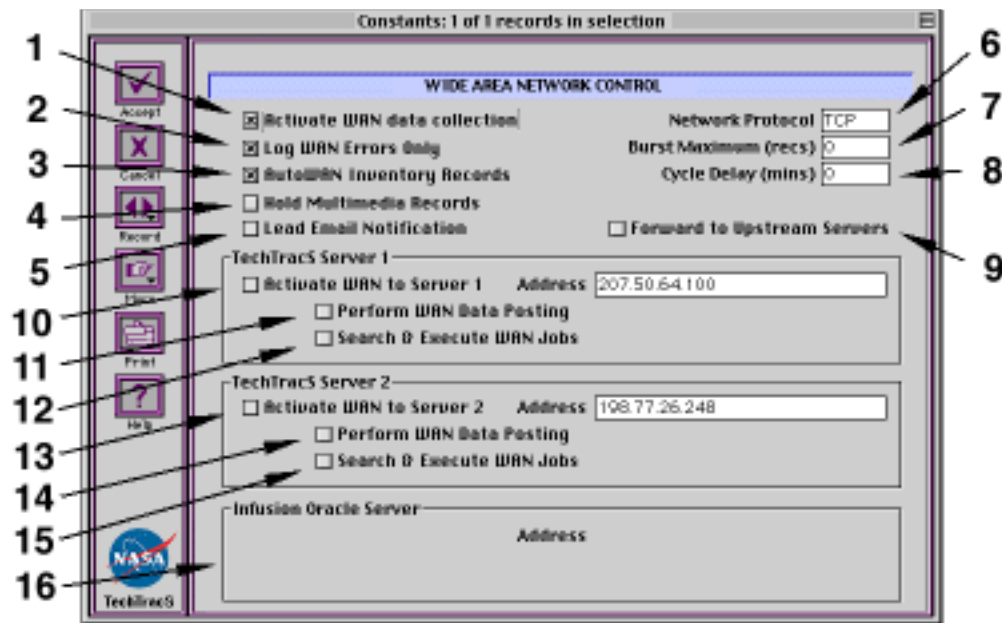 Constants: 1 of 1 records in selection
WIDE AREA NETWORK CONTROL
1
2
3
4
5
10
11
12
13
14
15
16
6
7
8
9
Accept
Cancel
Record
Print
Help
NASA
TechTracS
Activate WAN data collection
Network Protocol TCP
Log WAN Errors Only
Burst Maximum (recs) 0
AutoWAN Inventory Records
Cycle Delay (mins) 0
Hold Multimedia Records
Lead Email Notification
Forward to Upstream Servers
TechTracS Server 1
Activate WAN to Server 1 Address 207.50.64.100
Perform WAN Data Posting
Search & Execute WAN Jobs
TechTracS Server 2
Activate WAN to Server 2 Address 198.77.26.248
Perform WAN Data Posting
Search & Execute WAN Jobs
Infusion Oracle Server
Address